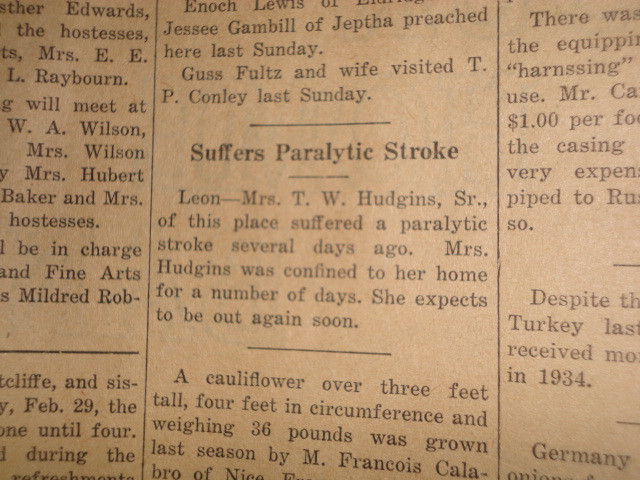 sther Edwards,
the hostesses,
ts, Mrs. E. E.
L. Raybourn.
g will meet at
W. A. Wilson,
Mrs. Wilson
y Mrs. Hubert
Baker and Mrs.
hostesses.
l be in charge
and Fine Arts
s Mildred Rob-
tcliffe, and sis-
y, Feb. 29, the
one until four.
d during the
refreshments
Enoch Lewis of
Jessee Gambill of Jeptha preached
here last Sunday.
Guss Fultz and wife visited T.
P. Conley last Sunday.
Suffers Paralytic Stroke
Leon—Mrs. T. W. Hudgins, Sr.,
of this place suffered a paralytic
stroke several days ago. Mrs.
Hudgins was confined to her home
for a number of days. She expects
to be out again soon.
A cauliflower over three feet
tall, four feet in circumference and
weighing 36 pounds was grown
last season by M. Francois Cala-
bro of Nice,
There was
the equippin
"harnssing"
use. Mr. Ca
$1.00 per foo
the casing
very expens
piped to Rus
so.
Despite th
Turkey last
received mo
in 1934.
Germany